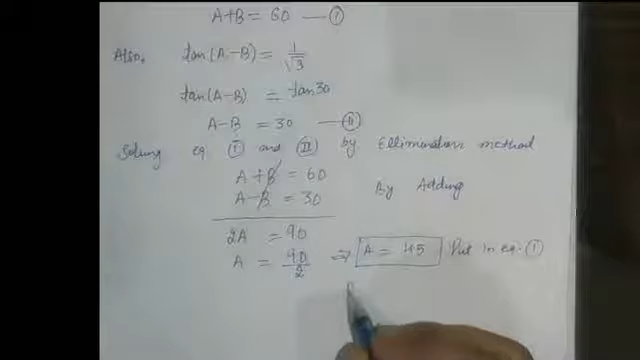 A+B = 60 — (I)
Also, tan(A-B) = 1/√3
tan(A-B) = tan30
A-B = 30 — (II)
Solving eq (I) and (II) by Ellimination method
A+B = 60
A-B = 30 By Adding
2A = 90
A = 90/2 ⇒ A = 45 Put in eq. (I)